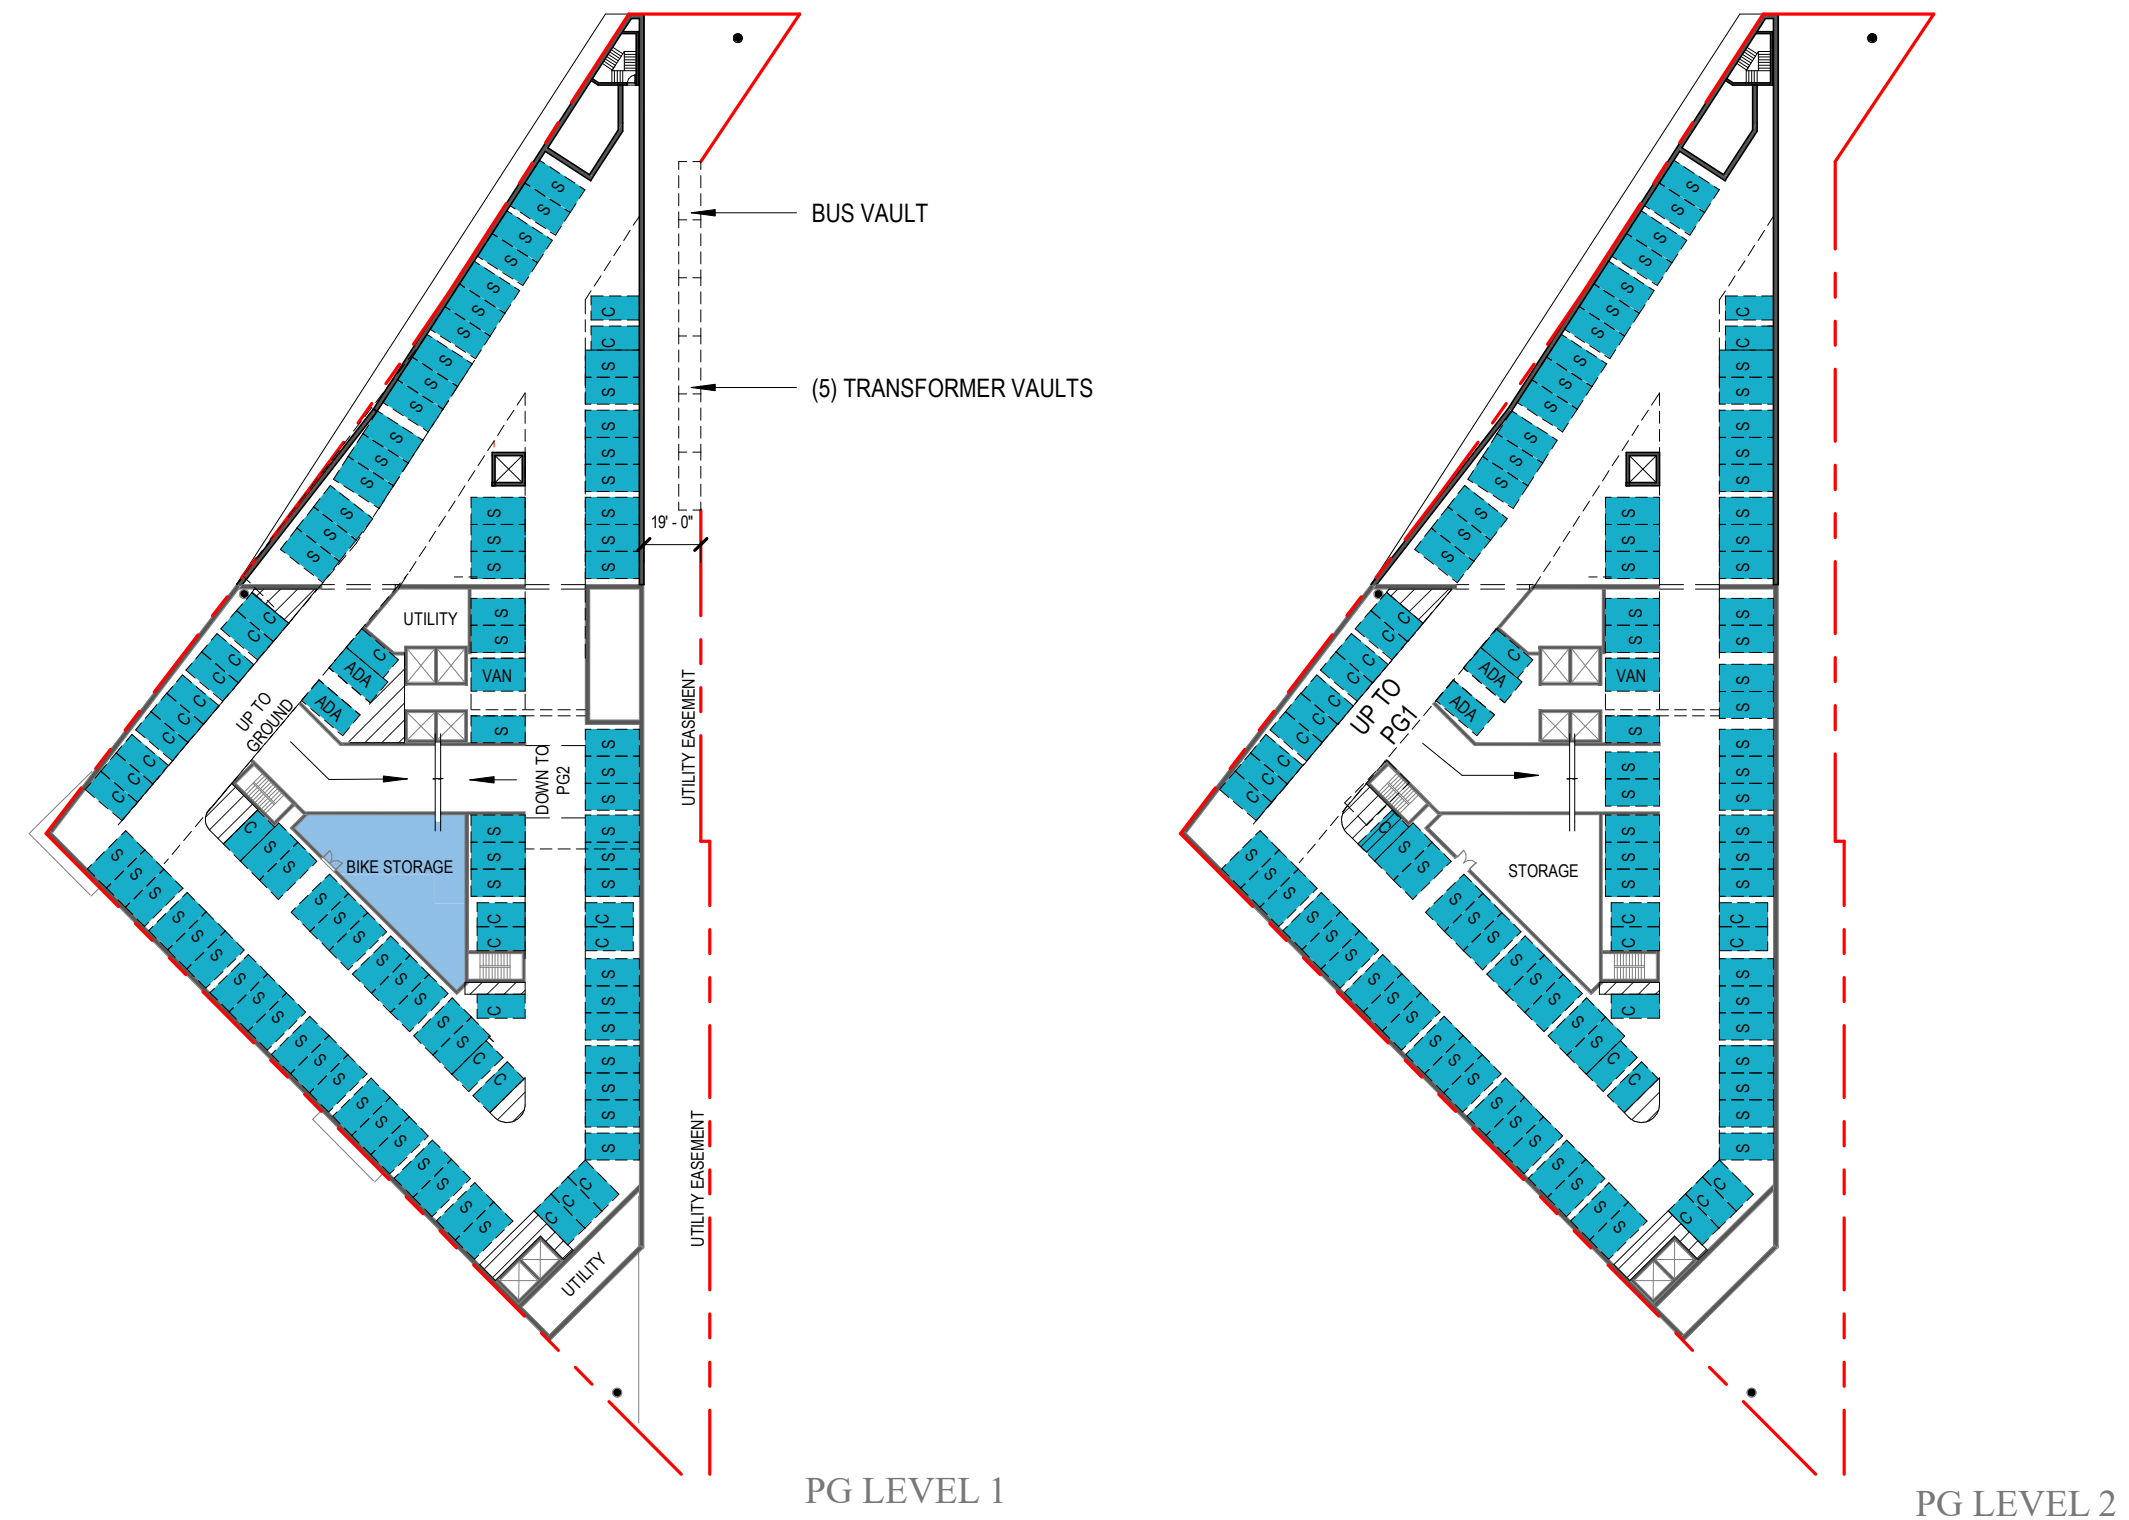 BUS VAULT
(5) TRANSFORMER VAULTS
19' - 0"
S S S S S S S S S S S S S S S S
C C S S S S S S S S
S S S S S VAN S
UTILITY
C C C C C C C C C C
C ADA ADA
UP TO
GROUND
DOWN TO
PG2
UTILITY EASEMENT
BIKE STORAGE
S S S C C C
S S S S S S C C S S S S S S S
C S S S S S S S S S S C C
S S S S S S S S S S S S S S S S S S S
C C C
UTILITY
UTILITY EASEMENT
PG LEVEL 1
S S S S S S S S S S S S S S S S
C C S S S S S S S S
S S S S S VAN S
C C C C C C C C C C
C ADA ADA
UP TO
PG1
STORAGE
S S S S S C C C
S S S S S S S S S S C C S S S S S S S
C S S S S S S S S S S C C
S S S S S S S S S S S S S S S S S S S
C C C
PG LEVEL 2